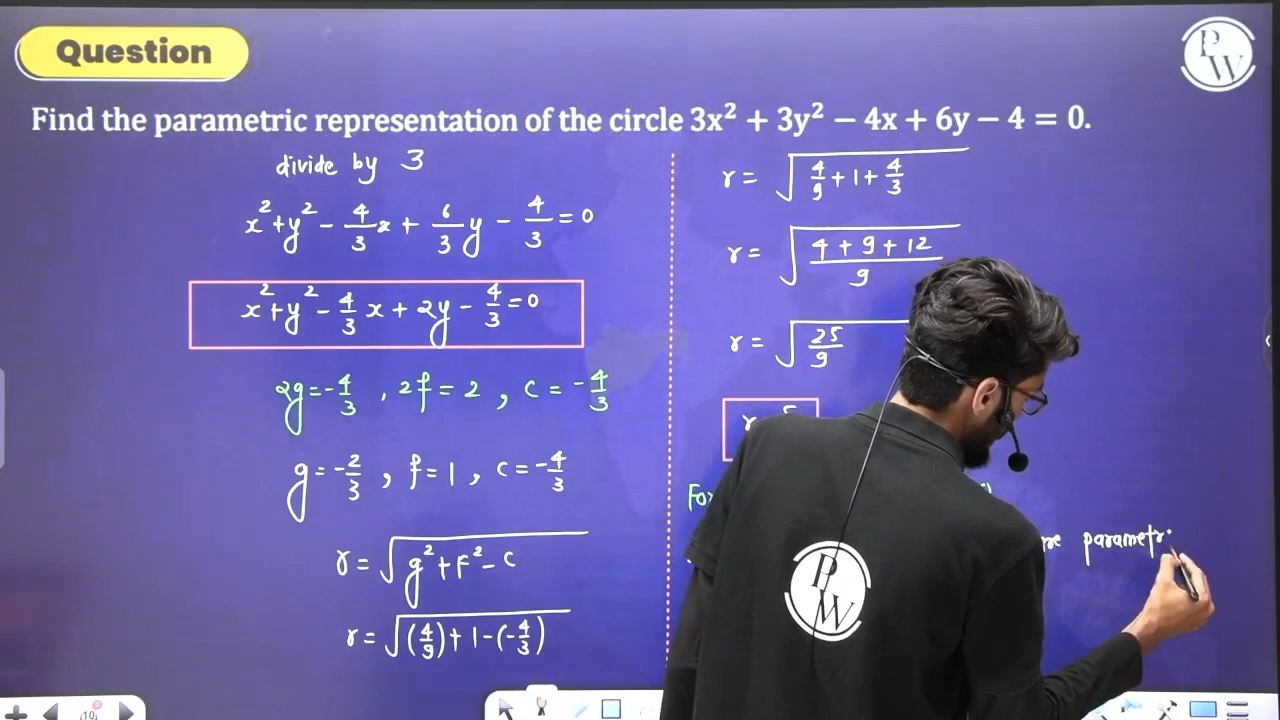 Question
PW
Find the parametric representation of the circle 3x² + 3y² − 4x + 6y − 4 = 0.
divide by 3
x² + y² − 4/3 x + 6/3 y − 4/3 = 0
x² + y² − 4/3 x + 2y − 4/3 = 0
2g = −4/3 , 2f = 2 , c = −4/3
g = −2/3 , f = 1 , c = −4/3
r = √(g² + F² − c)
r = √((4/9) + 1 − (−4/3))
r = √(4/9 + 1 + 4/3)
r = √((4 + 9 + 12)/9)
r = √(25/9)
parametri
PW